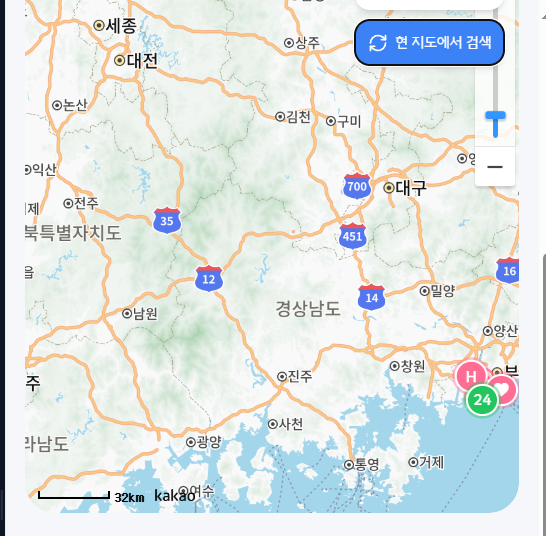 세종
대전
상주
현 지도에서 검색
논산
김천
구미
익산
700
대구
전주
35
북특별자치도
451
12
16
14
밀양
남원
경상남도
양산
창원
진주
H
24
주
사천
라남도
광양
통영
거제
여수
32km
kakao